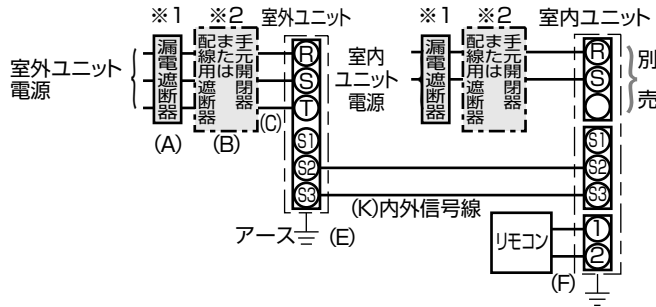 ※1
※2
室外ユニット
※1
※2
室内ユニット
室外ユニット
電源
漏電遮断器
手元開閉器
または
配線用遮断器
R
S
T
S1
S2
S3
(A)
(B)
(C)
室内
ユニット
電源
漏電遮断器
手元開閉器
または
配線用遮断器
R
S
別売
S1
S2
S3
(K)内外信号線
アース
(E)
リモコン
1
2
(F)